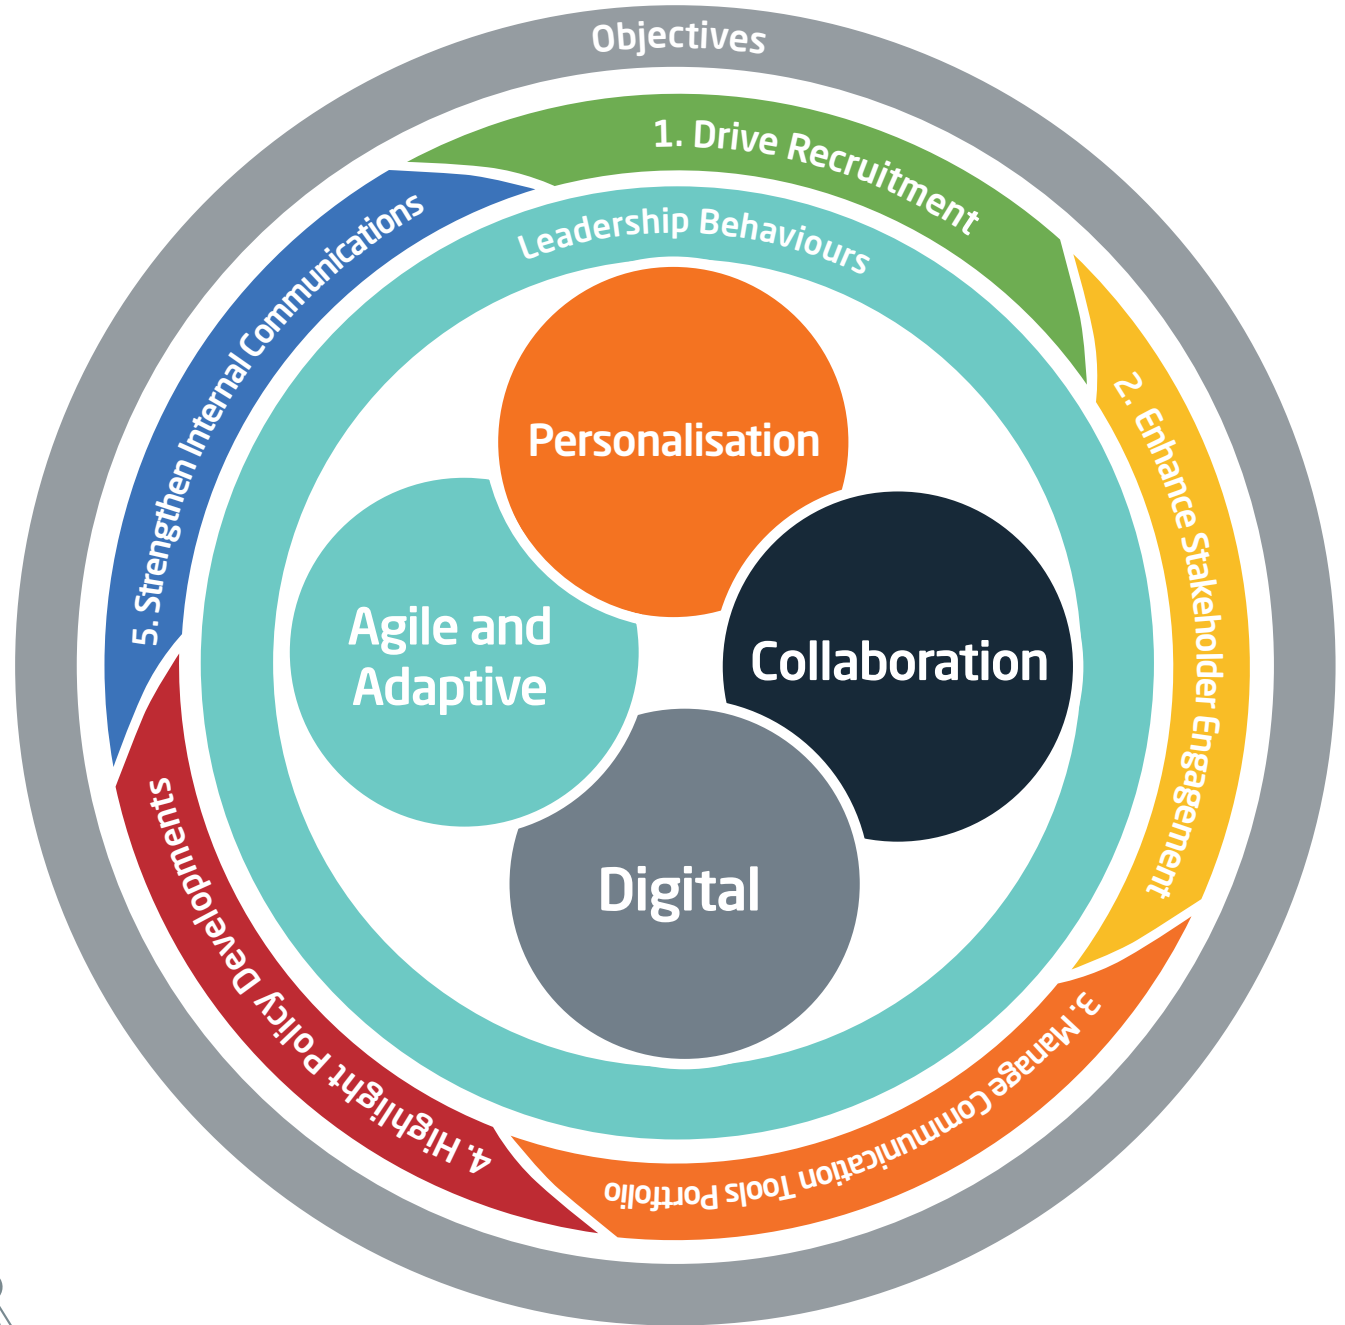 Objectives
1. Drive Recruitment
2. Enhance Stakeholder Engagement
3. Manage Communication Tools Portfolio
4. Highlight Policy Developments
5. Strengthen Internal Communications
Leadership Behaviours
Personalisation
Collaboration
Digital
Agile and
Adaptive